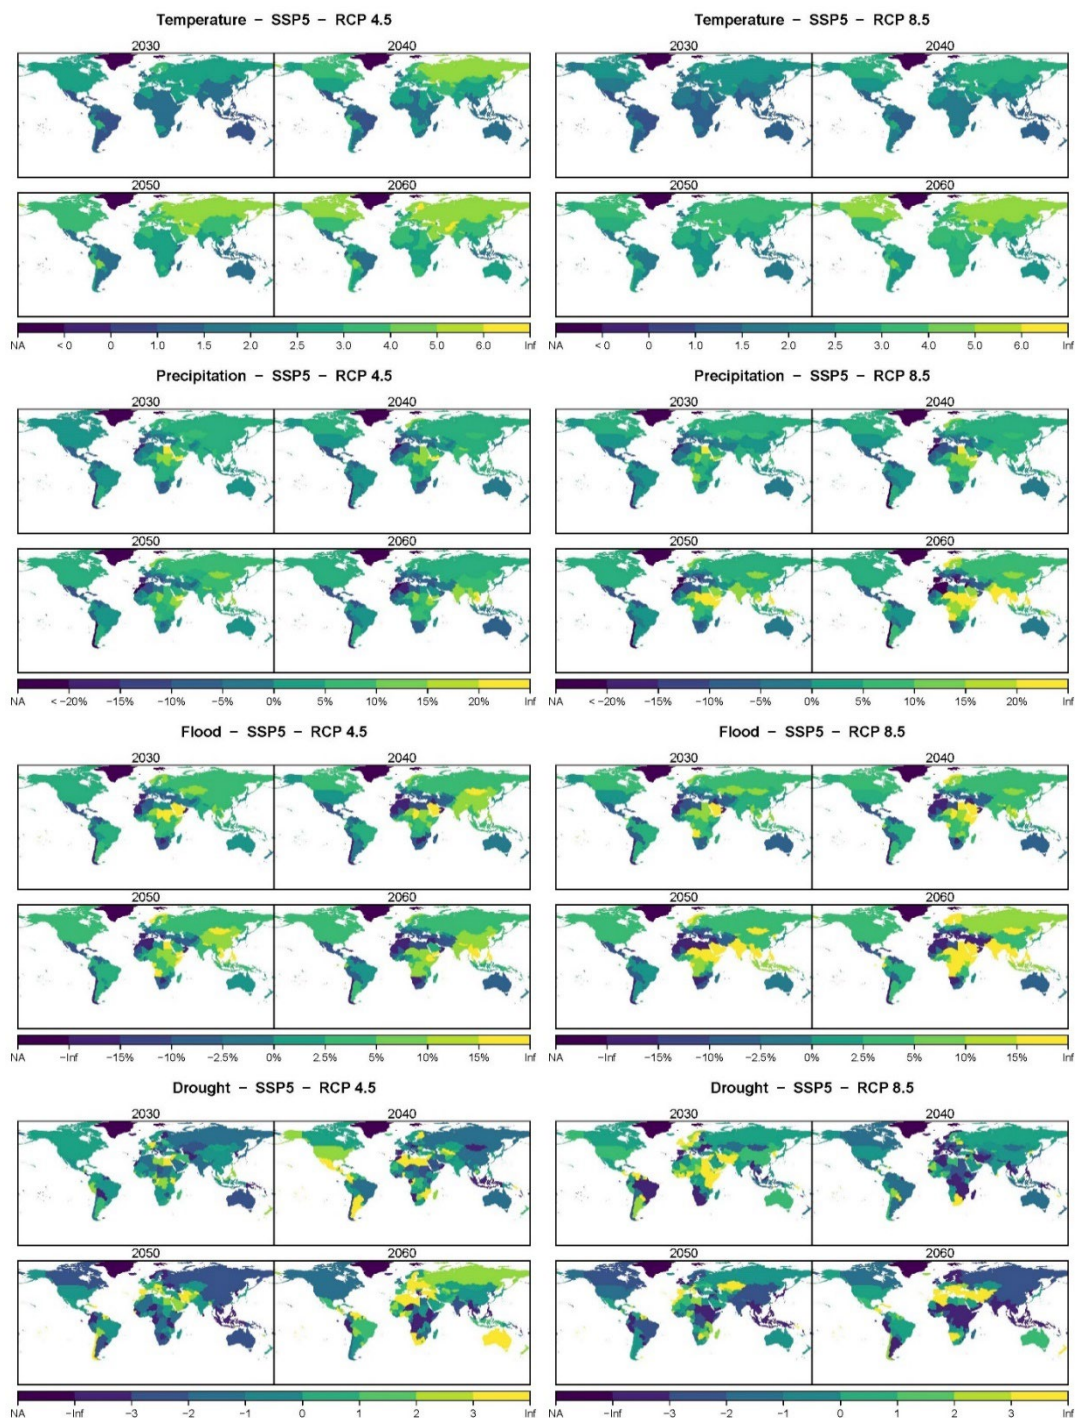 Temperature − SSP5 − RCP 4.5
2030 2040
2050 2060
NA < 0 0 1.0 1.5 2.0 2.5 3.0 4.0 5.0 6.0 Inf
Temperature − SSP5 − RCP 8.5
2030 2040
2050 2060
NA < 0 0 1.0 1.5 2.0 2.5 3.0 4.0 5.0 6.0 Inf
Precipitation − SSP5 − RCP 4.5
2030 2040
2050 2060
NA < −20% −15% −10% −5% 0% 5% 10% 15% 20% Inf
Precipitation − SSP5 − RCP 8.5
2030 2040
2050 2060
NA < −20% −15% −10% −5% 0% 5% 10% 15% 20% Inf
Flood − SSP5 − RCP 4.5
2030 2040
2050 2060
NA −Inf −15% −10% −2.5% 0% 2.5% 5% 10% 15% Inf
Flood − SSP5 − RCP 8.5
2030 2040
2050 2060
NA −Inf −15% −10% −2.5% 0% 2.5% 5% 10% 15% Inf
Drought − SSP5 − RCP 4.5
2030 2040
2050 2060
NA −Inf −3 −2 −1 0 1 2 3 Inf
Drought − SSP5 − RCP 8.5
2030 2040
2050 2060
NA −Inf −3 −2 −1 0 1 2 3 Inf